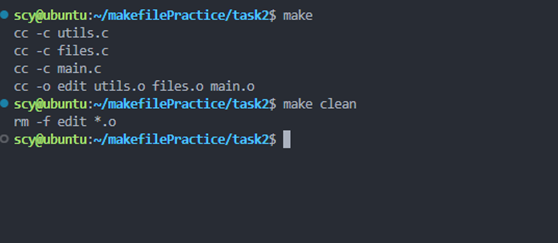 scy@ubuntu:~/makefilePractice/task2$ make
cc -c utils.c
cc -c files.c
cc -c main.c
cc -o edit utils.o files.o main.o
scy@ubuntu:~/makefilePractice/task2$ make clean
rm -f edit *.o
scy@ubuntu:~/makefilePractice/task2$